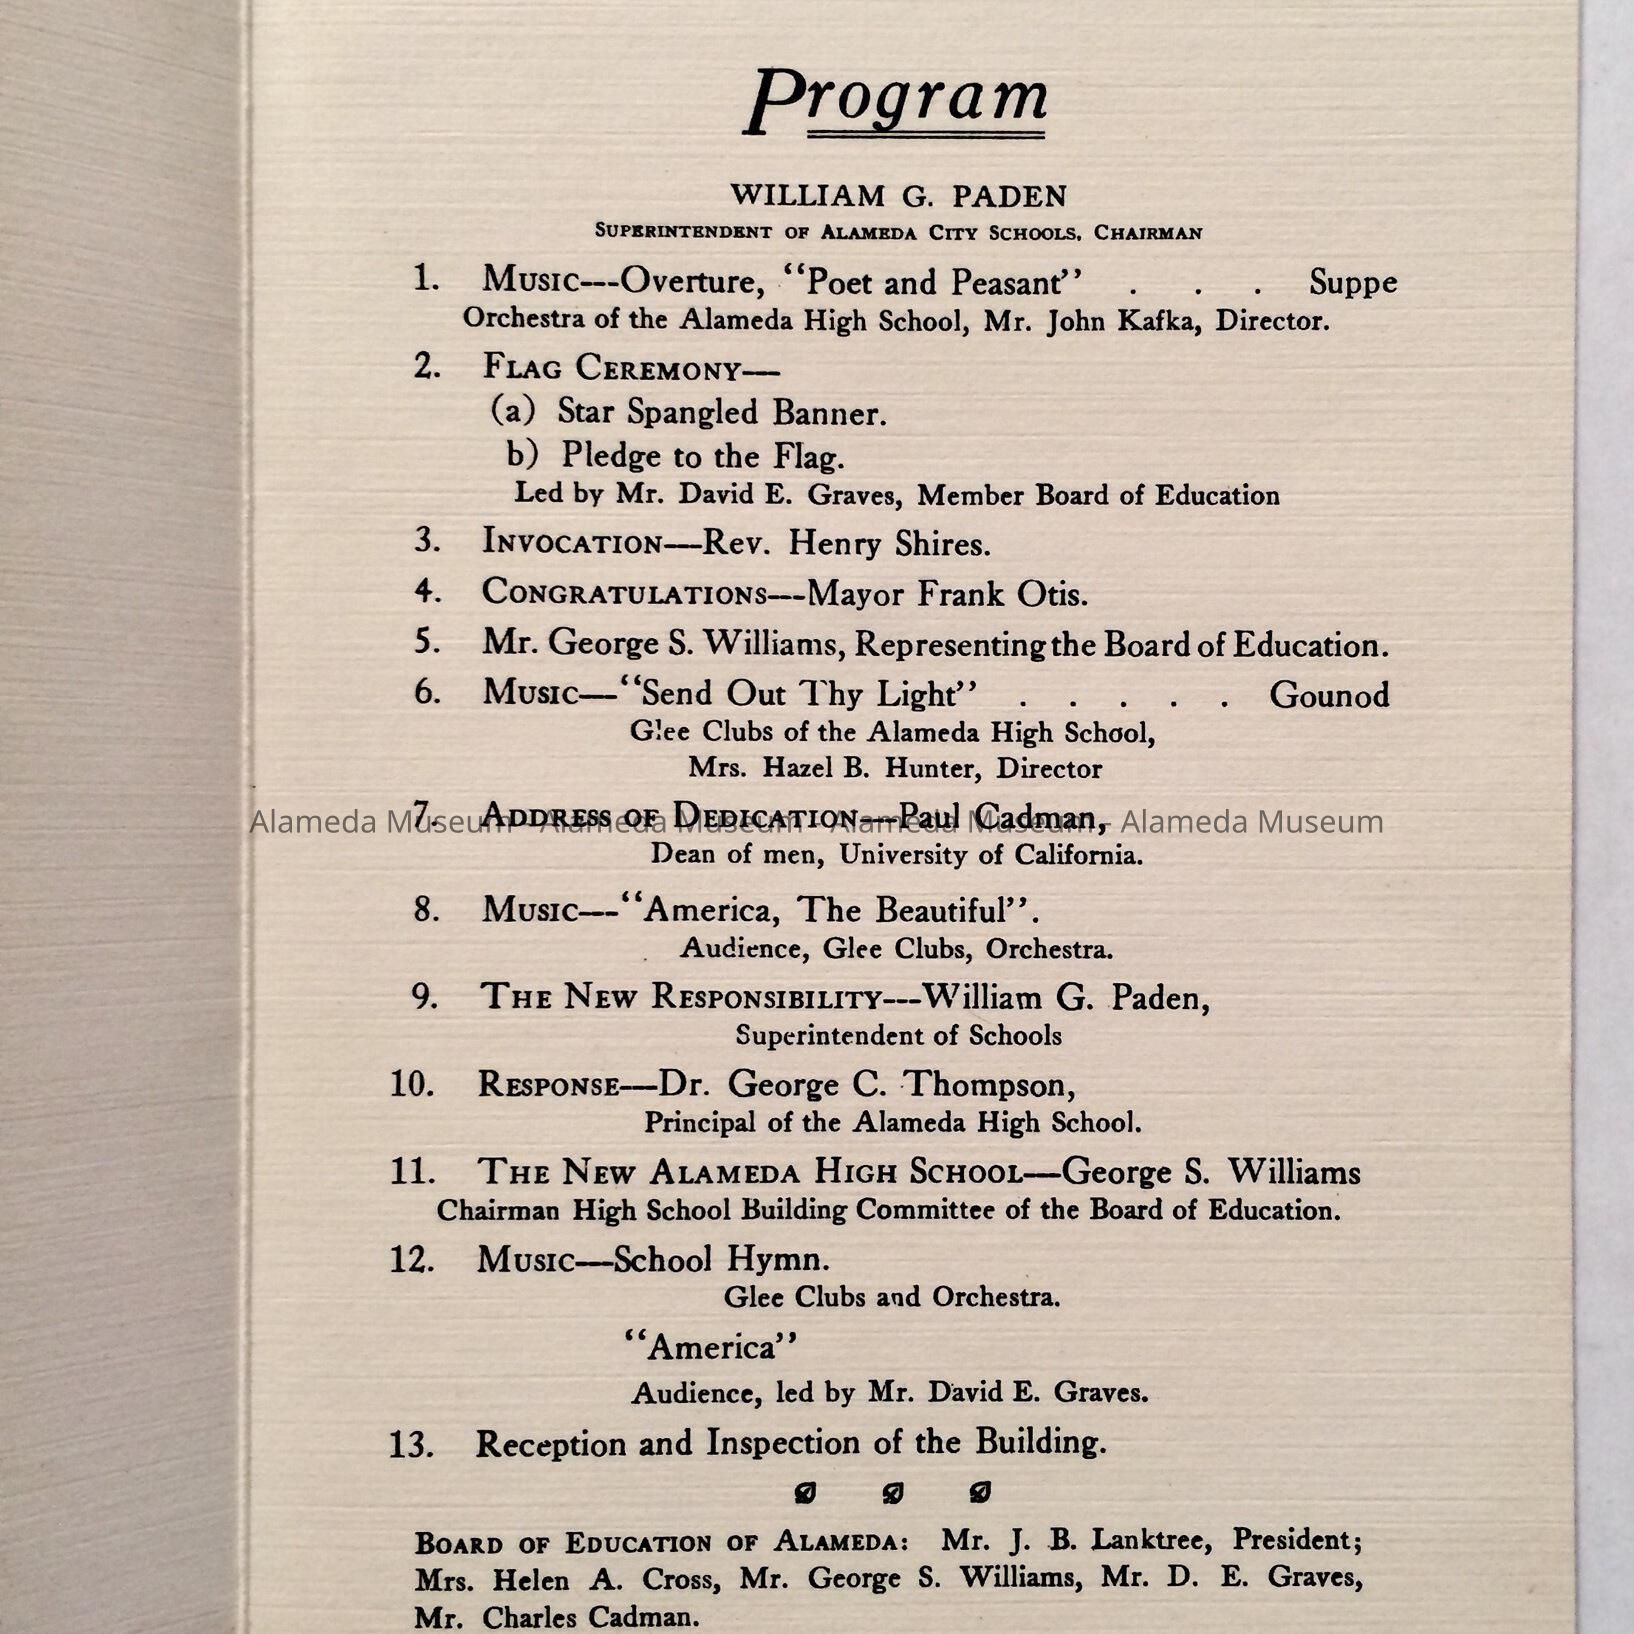 Program
WILLIAM G. PADEN
SUPERINTENDENT OF ALAMEDA CITY SCHOOLS, CHAIRMAN
1. MUSIC---Overture, "Poet and Peasant" . . . Suppe
Orchestra of the Alameda High School, Mr. John Kafka, Director.
2. FLAG CEREMONY—
(a) Star Spangled Banner.
b) Pledge to the Flag.
Led by Mr. David E. Graves, Member Board of Education
3. INVOCATION—Rev. Henry Shires.
4. CONGRATULATIONS---Mayor Frank Otis.
5. Mr. George S. Williams, Representing the Board of Education.
6. MUSIC—"Send Out Thy Light" . . . . . Gounod
Glee Clubs of the Alameda High School,
Mrs. Hazel B. Hunter, Director
7. ADDRESS OF DEDICATION—Paul Cadman,
Alameda Museum - Alameda Museum - Alameda Museum - Alameda Museum
Dean of men, University of California.
8. MUSIC—-"America, The Beautiful".
Audience, Glee Clubs, Orchestra.
9. THE NEW RESPONSIBILITY---William G. Paden,
Superintendent of Schools
10. RESPONSE—Dr. George C. Thompson,
Principal of the Alameda High School.
11. THE NEW ALAMEDA HIGH SCHOOL—George S. Williams
Chairman High School Building Committee of the Board of Education.
12. MUSIC—School Hymn.
Glee Clubs and Orchestra.
"America"
Audience, led by Mr. David E. Graves.
13. Reception and Inspection of the Building.
BOARD OF EDUCATION OF ALAMEDA: Mr. J. B. Lanktree, President;
Mrs. Helen A. Cross, Mr. George S. Williams, Mr. D. E. Graves,
Mr. Charles Cadman.